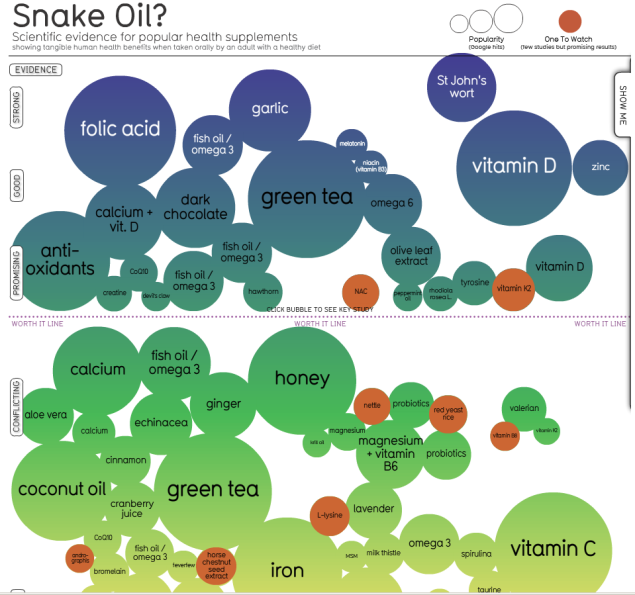 Snake Oil?
Scientific evidence for popular health supplements
showing tangible human health benefits when taken orally by an adult with a healthy diet
Popularity
(Google hits)
One To Watch
(few studies but promising results)
EVIDENCE
STRONG
SHOW ME
St John's
wort
garlic
folic acid
fish oil /
omega 3
melatonin
niacin
(vitamin B3)
vitamin D
zinc
GOOD
green tea
dark
chocolate
omega 6
calcium +
vit. D
anti-
oxidants
fish oil /
omega 3
olive leaf
extract
PROMISING
CoQ10
fish oil /
omega 3
vitamin D
creatine
devils claw
hawthorn
NAC
peppermint
oil
rhodiola
rosea L.
tyrosine
vitamin K2
CLICK BUBBLE TO SEE KEY STUDY
WORTH IT LINE
WORTH IT LINE
WORTH IT LINE
CONFLICTING
calcium
fish oil /
omega 3
honey
aloe vera
calcium
echinacea
ginger
nettle
probiotics
red yeast
rice
valerian
magnesium
vitamin B6
vitamin K2
magnesium
+ vitamin
B6
probiotics
cinnamon
coconut oil
green tea
cranberry
juice
L-lysine
lavender
CoQ10
andro-
graphis
fish oil /
omega 3
bromelain
feverfew
horse
chestnut
seed
extract
iron
MSM
milk thistle
omega 3
spirulina
vitamin C
taurine